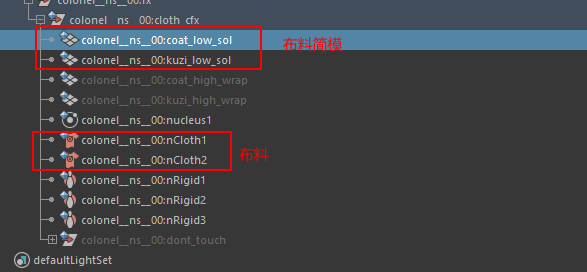 colonel__ns__00:fx
colonel__ns__00:cloth_cfx
colonel__ns__00:coat_low_sol
布料简模
colonel__ns__00:kuzi_low_sol
colonel__ns__00:coat_high_wrap
colonel__ns__00:kuzi_high_wrap
colonel__ns__00:nucleus1
colonel__ns__00:nCloth1
布料
colonel__ns__00:nCloth2
colonel__ns__00:nRigid1
colonel__ns__00:nRigid2
colonel__ns__00:nRigid3
colonel__ns__00:dont_touch
defaultLightSet